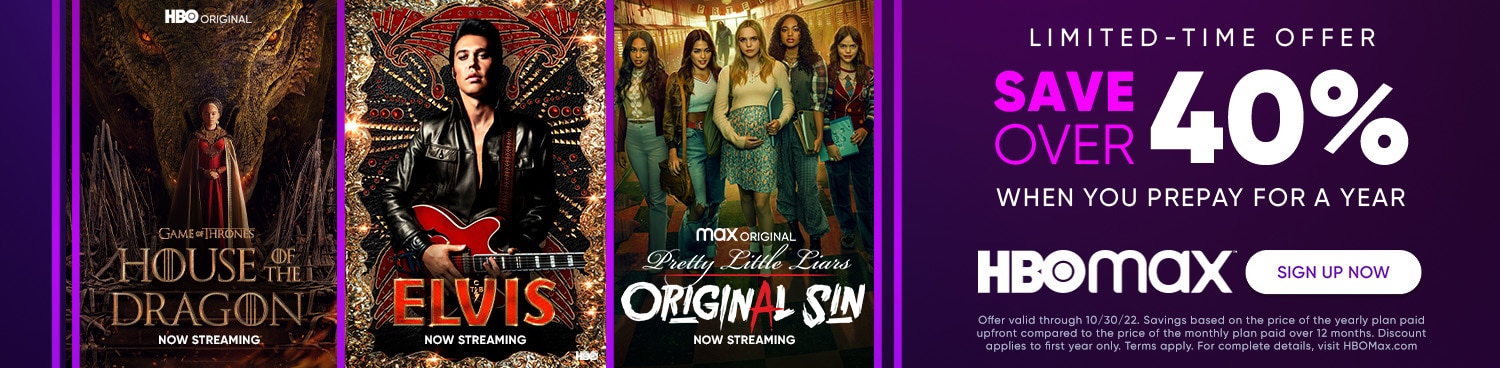 HBO ORIGINAL
GAME OF THRONES
HOUSE OF THE
DRAGON
NOW STREAMING
TCB
ELVIS
NOW STREAMING
HBO
max ORIGINAL
Pretty Little Liars
ORIGINAL SIN
NOW STREAMING
LIMITED-TIME OFFER
SAVE OVER 40%
WHEN YOU PREPAY FOR A YEAR
HBOmax™ SIGN UP NOW
Offer valid through 10/30/22. Savings based on the price of the yearly plan paid
upfront compared to the price of the monthly plan paid over 12 months. Discount
applies to first year only. Terms apply. For complete details, visit HBOMax.com